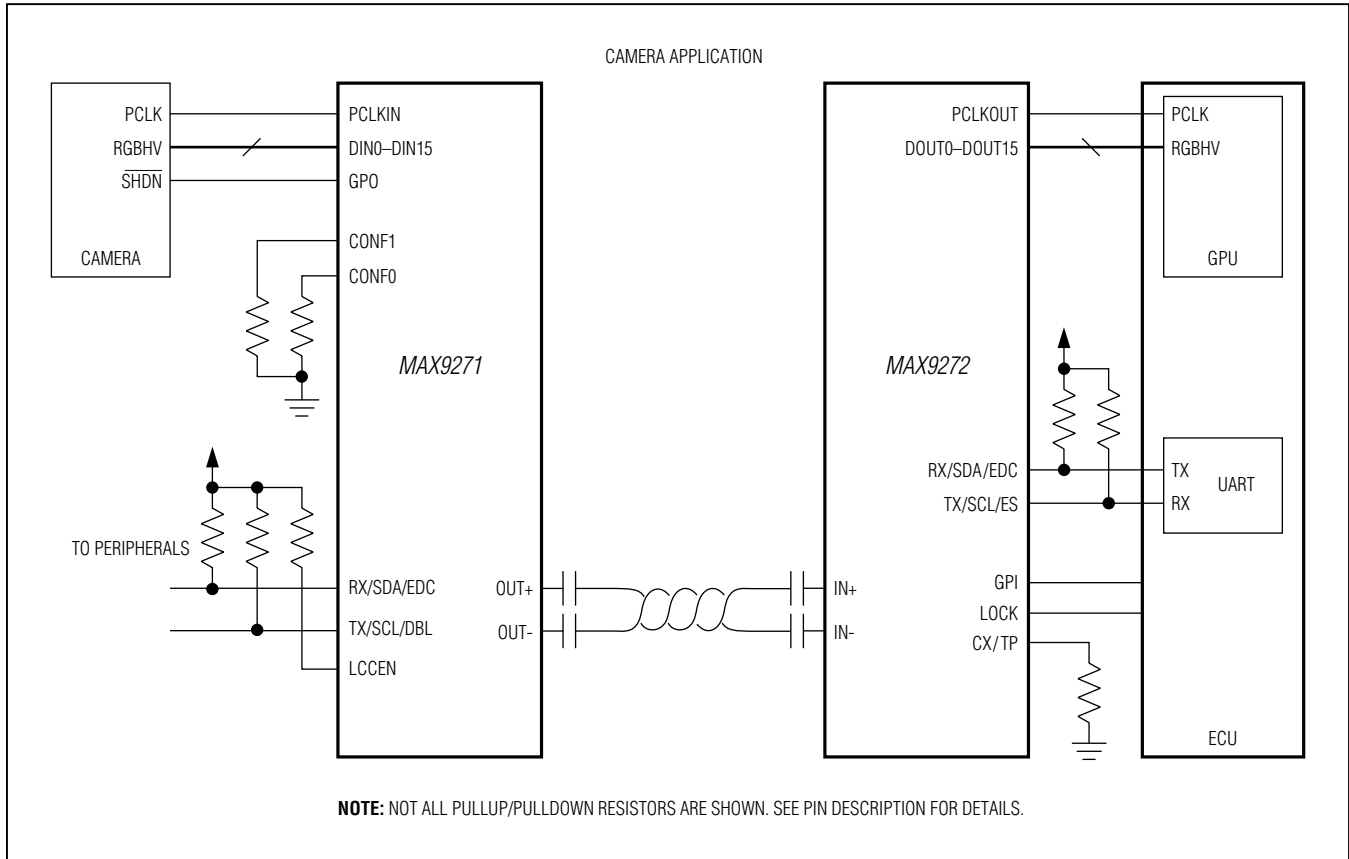 CAMERA APPLICATION
PCLK
RGBHV
SHDN
CAMERA
PCLKIN
DIN0–DIN15
GPO
CONF1
CONF0
MAX9271
TO PERIPHERALS
RX/SDA/EDC
TX/SCL/DBL
LCCEN
OUT+
OUT-
IN+
IN-
MAX9272
PCLKOUT
DOUT0–DOUT15
RX/SDA/EDC
TX/SCL/ES
GPI
LOCK
CX/TP
PCLK
RGBHV
GPU
TX
RX
UART
ECU
NOTE: NOT ALL PULLUP/PULLDOWN RESISTORS ARE SHOWN. SEE PIN DESCRIPTION FOR DETAILS.